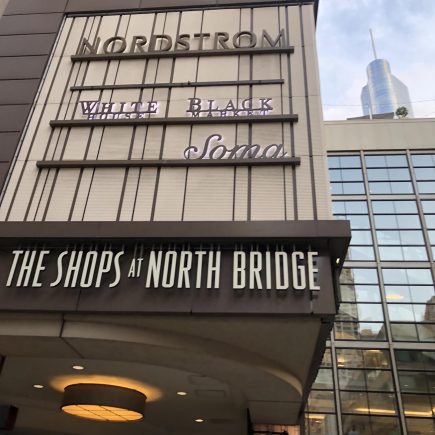 NORDSTROM
WHITE BLACK
HOUSE MARKET
Soma
THE SHOPS AT NORTH BRIDGE